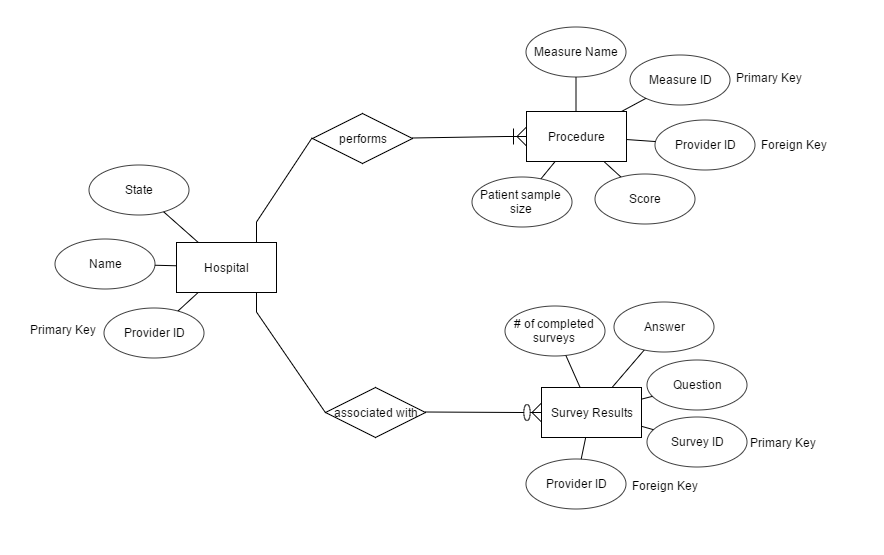 Measure Name
Measure ID
Primary Key
performs
Procedure
Provider ID
Foreign Key
State
Patient sample
size
Score
Name
Hospital
Primary Key
Provider ID
# of completed
surveys
Answer
Question
associated with
Survey Results
Survey ID
Primary Key
Provider ID
Foreign Key